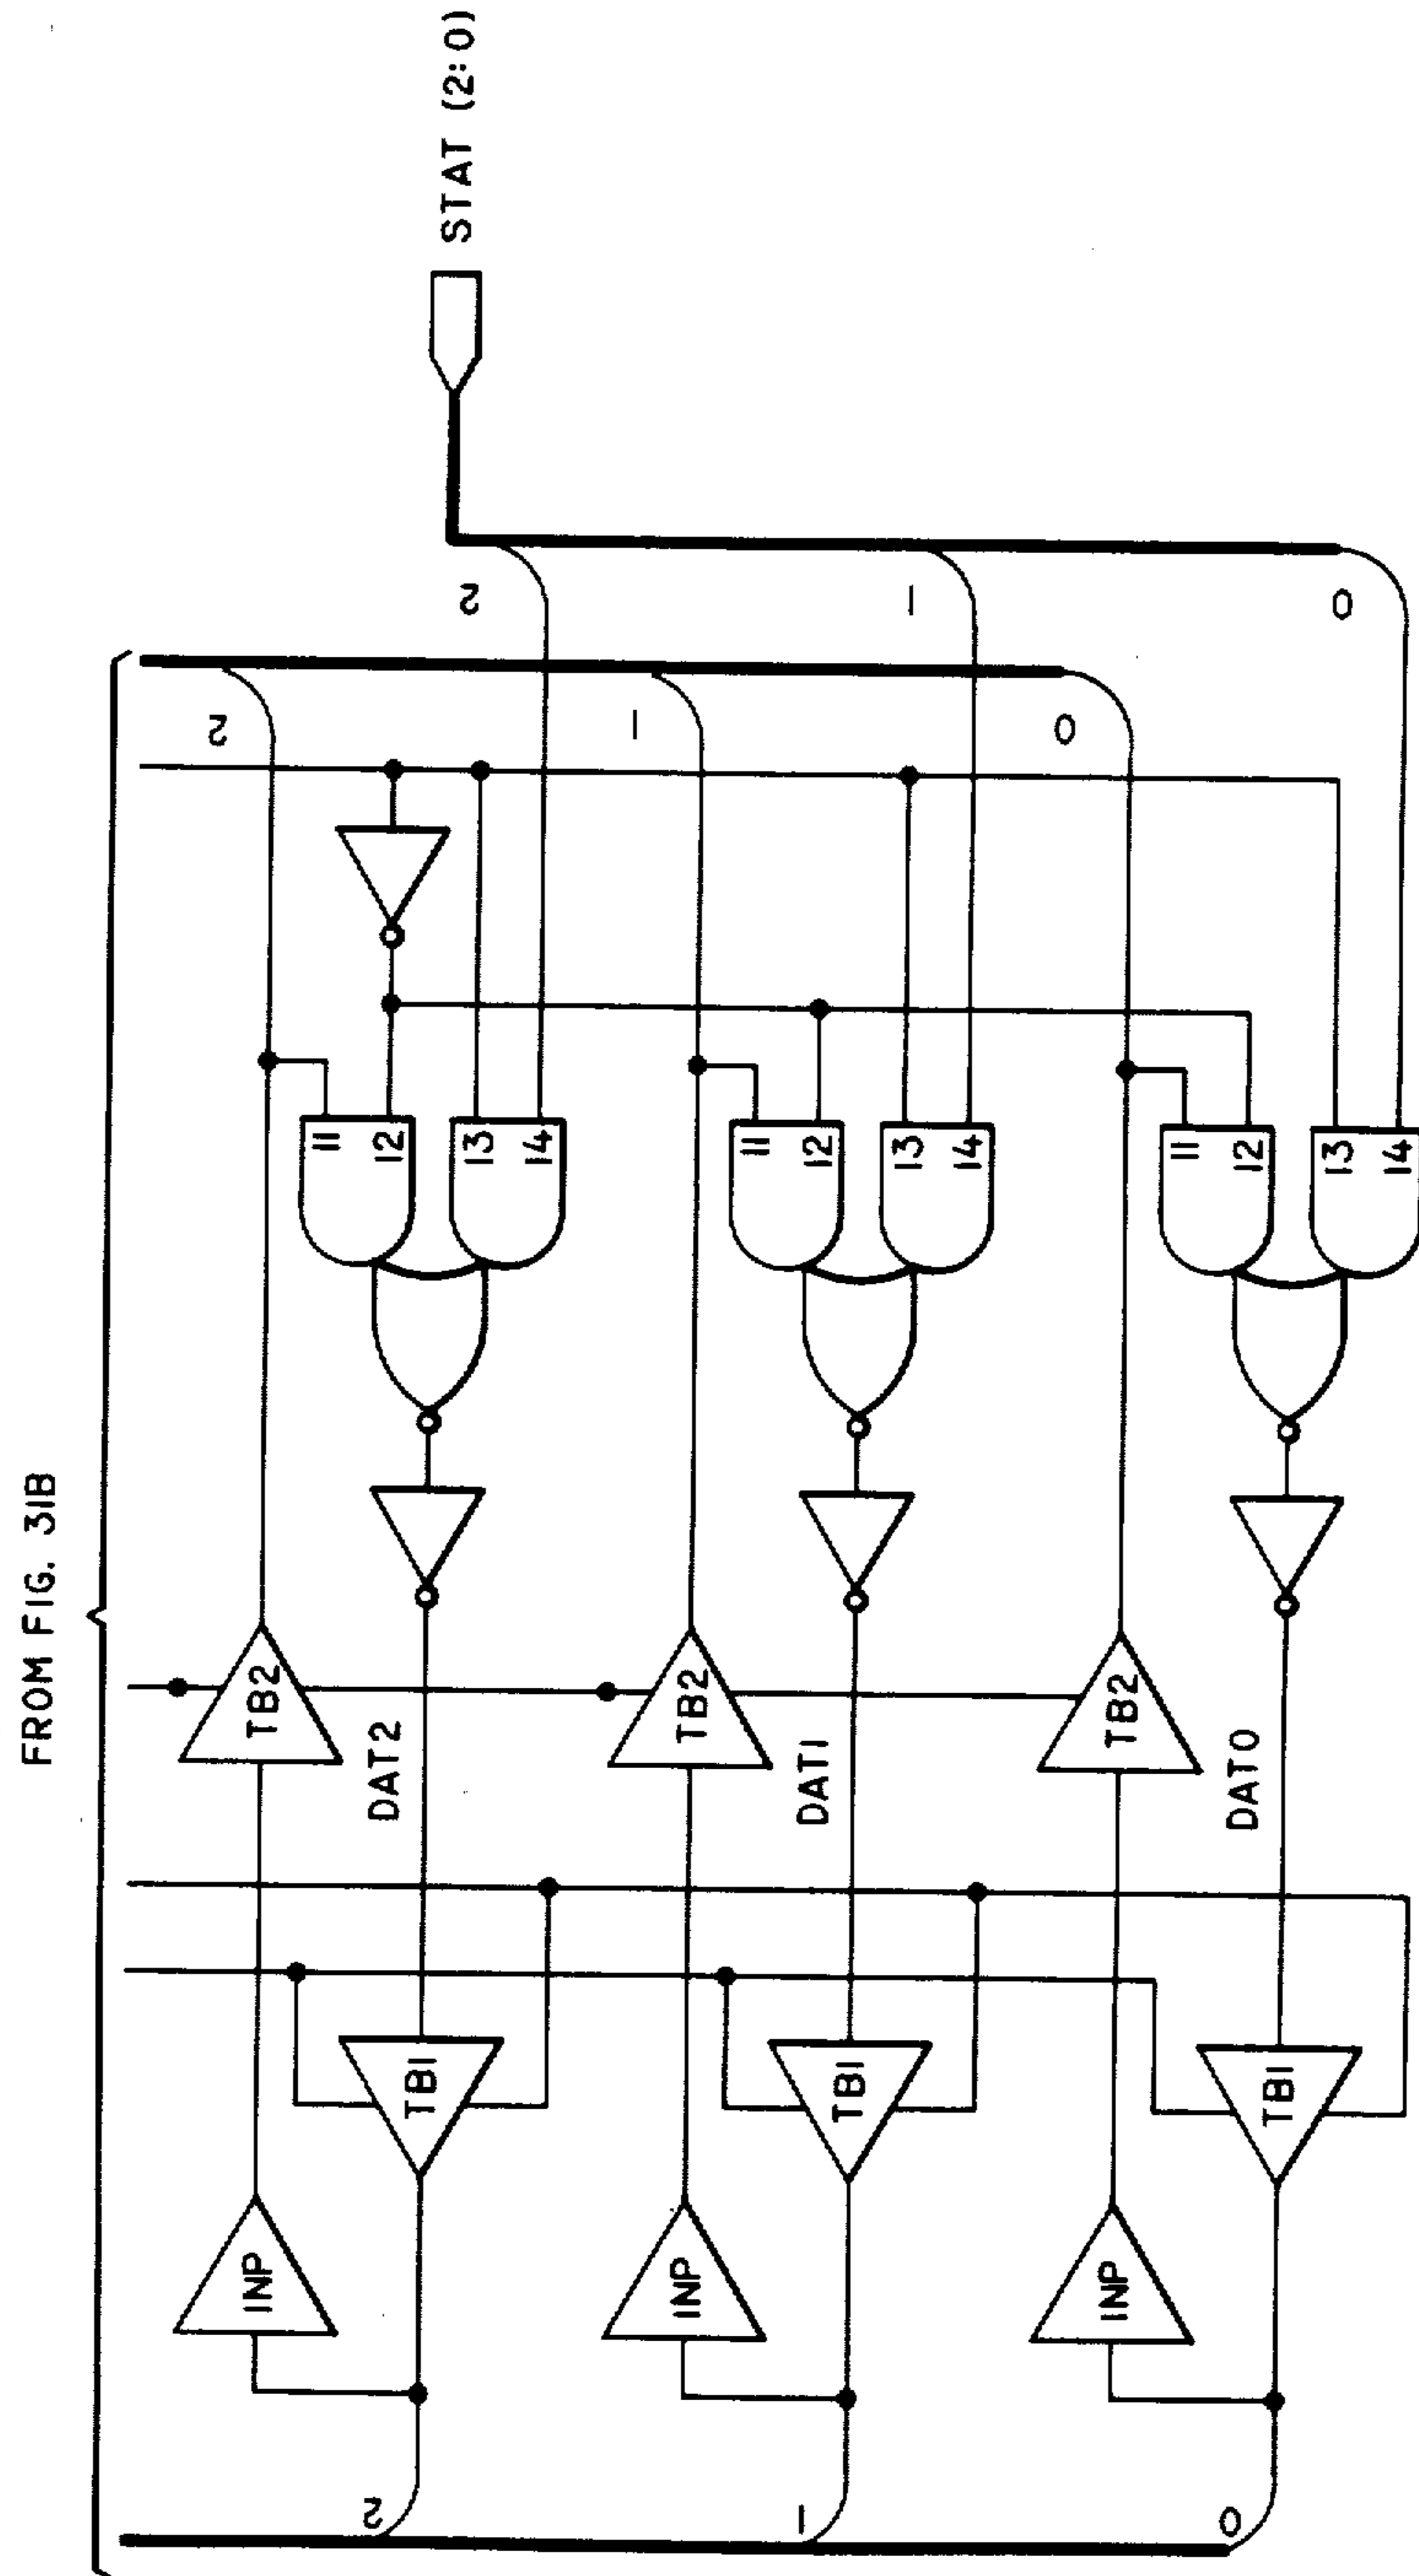 FROM FIG. 31B
2
INP
TB2
I1
2
DAT2
I2
TB1
STAT (2:0)
2
I3
I4
1
INP
TB2
I1
1
DAT1
I2
TB1
1
I3
I4
0
INP
TB2
I1
0
DAT0
I2
TB1
0
I3
I4